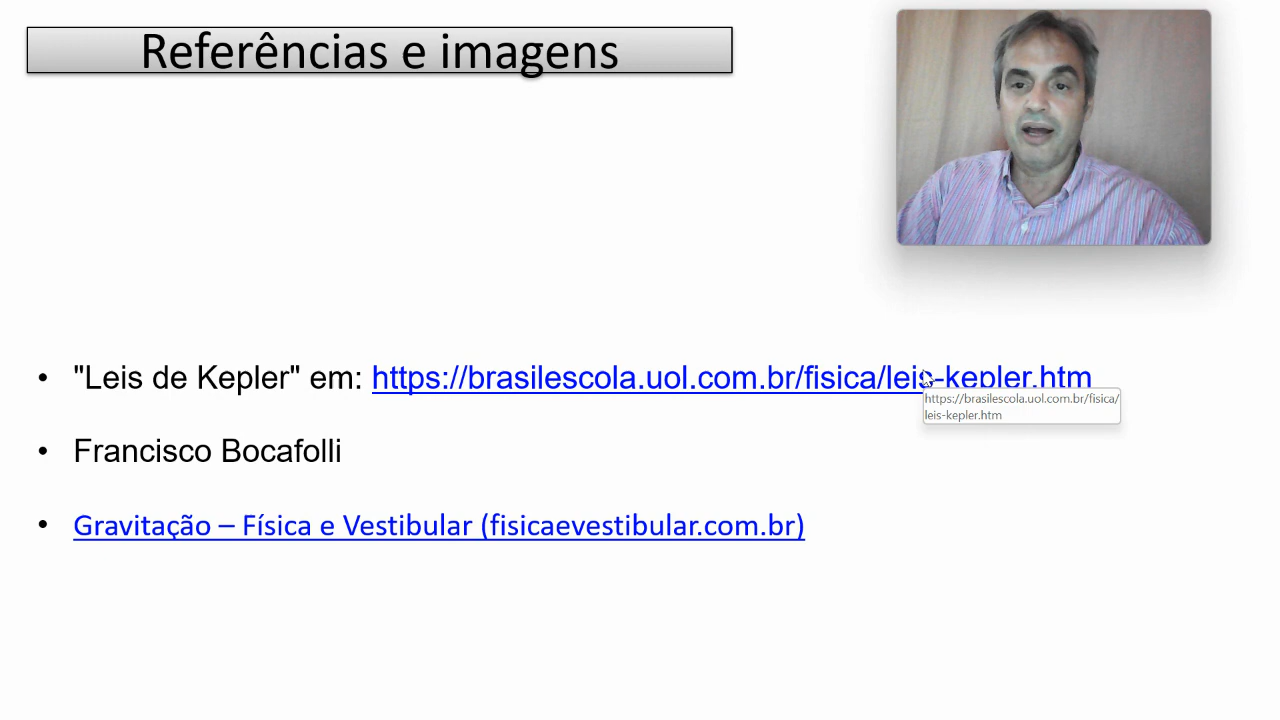 Referências e imagens
• "Leis de Kepler" em: https://brasilescola.uol.com.br/fisica/leis-kepler.htm
https://brasilescola.uol.com.br/fisica/
leis-kepler.htm
• Francisco Bocafolli
• Gravitação – Física e Vestibular (fisicaevestibular.com.br)